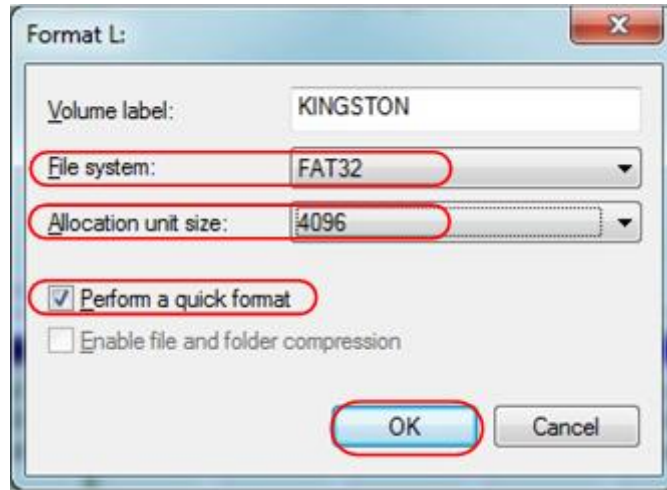 Format L:
Volume label: KINGSTON
File system: FAT32
Allocation unit size: 4096
Perform a quick format
Enable file and folder compression
OK Cancel